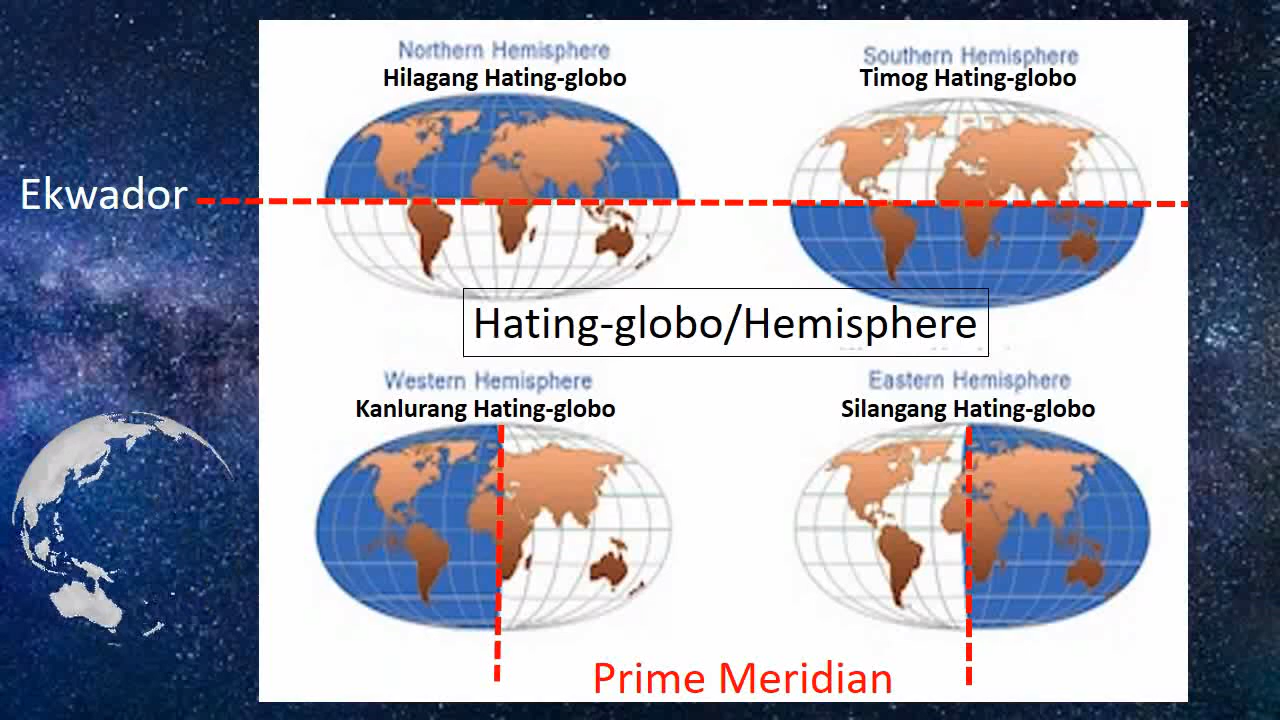 Northern Hemisphere
Hilagang Hating-globo
Southern Hemisphere
Timog Hating-globo
Ekwador
Hating-globo/Hemisphere
Western Hemisphere
Kanlurang Hating-globo
Eastern Hemisphere
Silangang Hating-globo
Prime Meridian